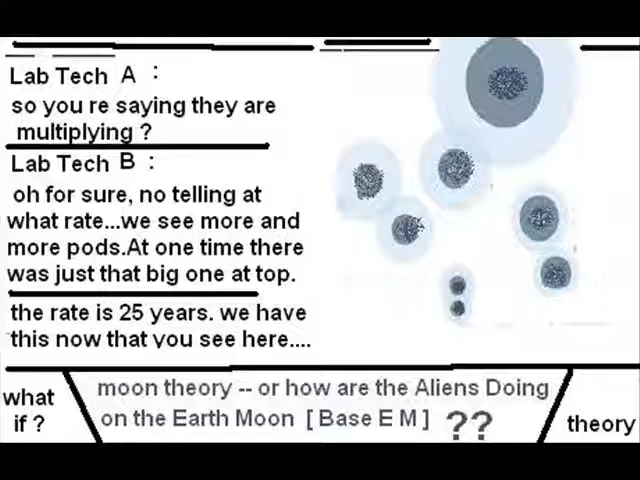 Lab Tech A :
so you re saying they are
multiplying ?
Lab Tech B :
oh for sure, no telling at
what rate...we see more and
more pods.At one time there
was just that big one at top.
the rate is 25 years. we have
this now that you see here....
what
if ?
moon theory -- or how are the Aliens Doing
on the Earth Moon [ Base E M ] ??
theory